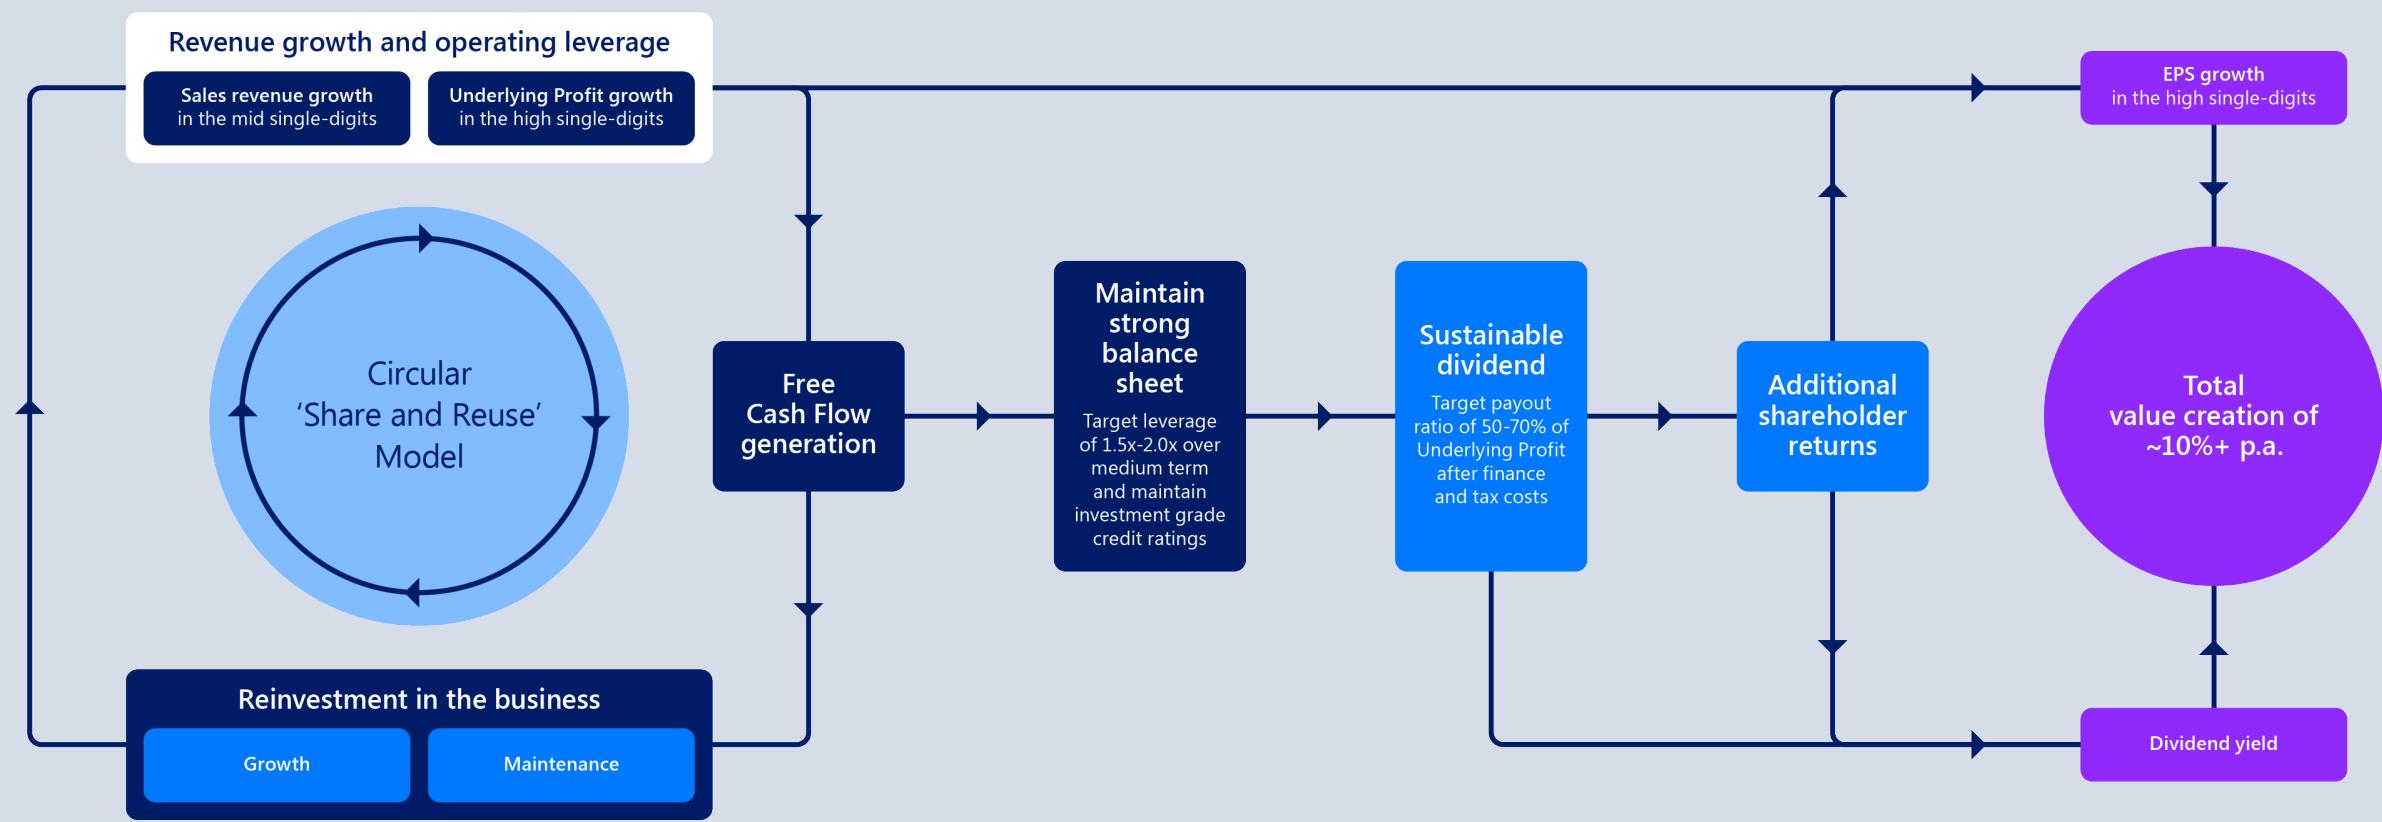 Revenue growth and operating leverage
Sales revenue growth
in the mid single-digits
Underlying Profit growth
in the high single-digits
EPS growth
in the high single-digits
Circular
‘Share and Reuse’
Model
Free
Cash Flow
generation
Maintain
strong
balance
sheet
Target leverage
of 1.5x-2.0x over
medium term
and maintain
investment grade
credit ratings
Sustainable
dividend
Target payout
ratio of 50-70% of
Underlying Profit
after finance
and tax costs
Additional
shareholder
returns
Total
value creation of
~10%+ p.a.
Reinvestment in the business
Growth
Maintenance
Dividend yield